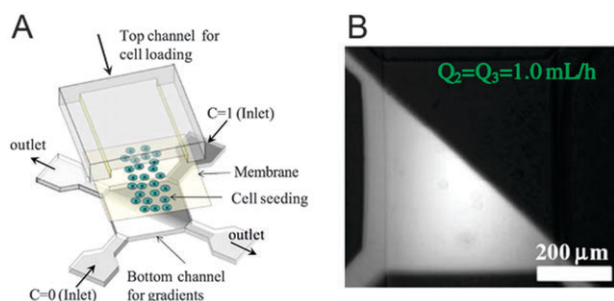 A
Top channel for
cell loading
C=1 (Inlet)
outlet
Membrane
Cell seeding
outlet
Bottom channel
for gradients
C=0 (Inlet)
B
Q₂=Q₃=1.0 mL/h
200 µm